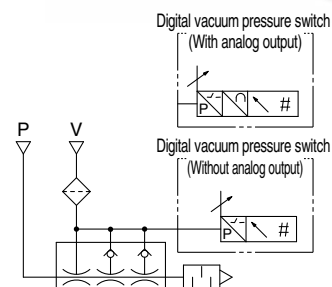 Digital vacuum pressure switch
(With analog output)
P #
P V
Digital vacuum pressure switch
(Without analog output)
P #